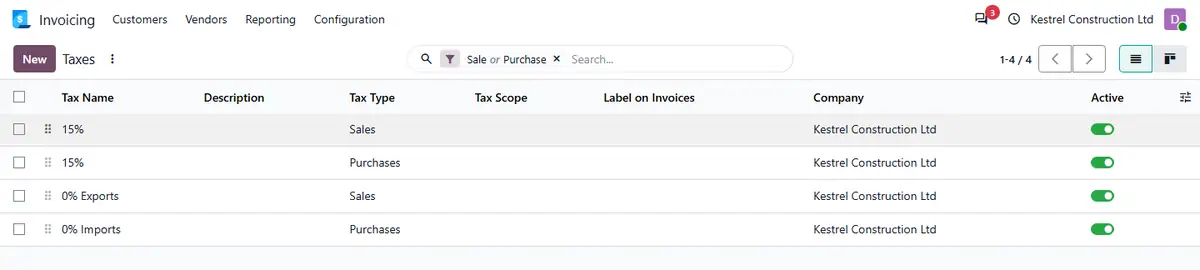 Invoicing Customers Vendors Reporting Configuration 3 Kestrel Construction Ltd D
New Taxes Sale or Purchase × Search... 1-4 / 4
Tax Name Description Tax Type Tax Scope Label on Invoices Company Active
15% Sales Kestrel Construction Ltd
15% Purchases Kestrel Construction Ltd
0% Exports Sales Kestrel Construction Ltd
0% Imports Purchases Kestrel Construction Ltd